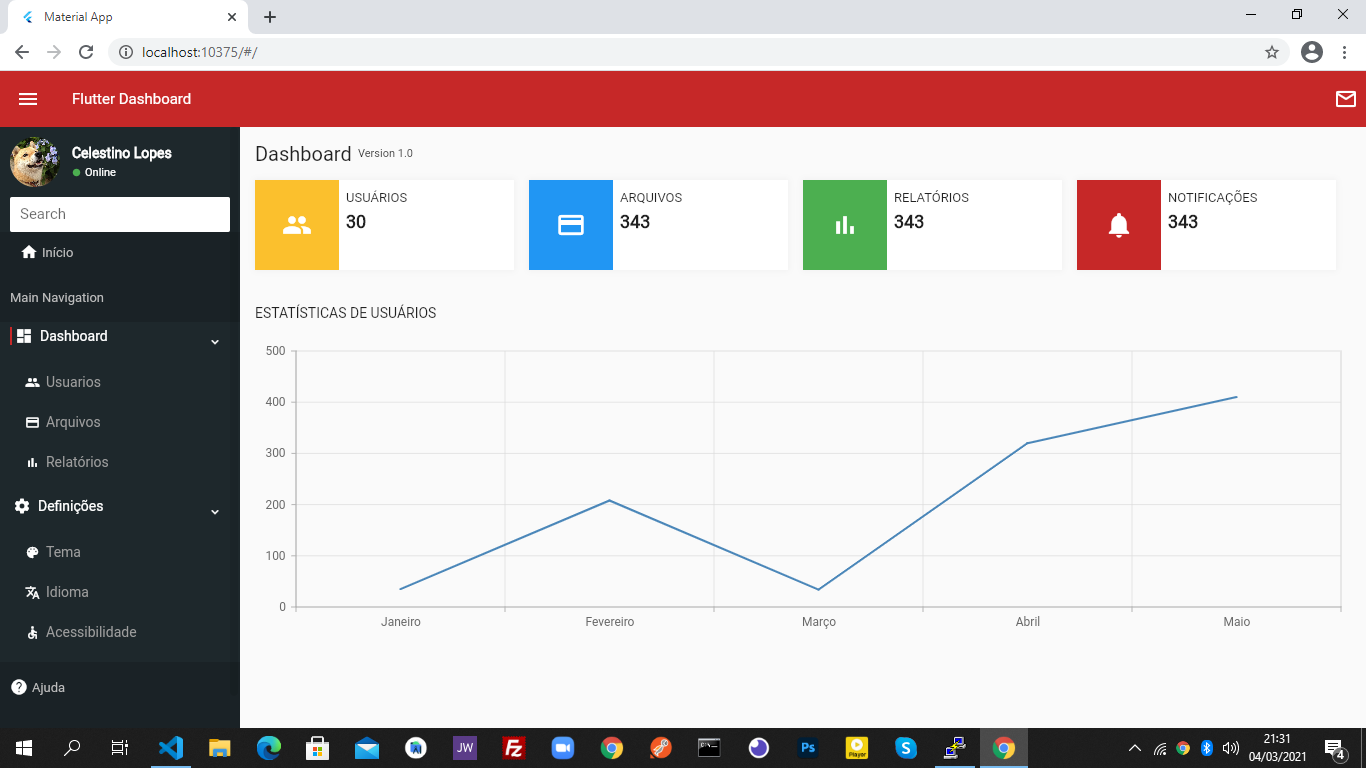 Material App
localhost:10375/#/
Flutter Dashboard
Celestino Lopes
Online
Search
Início
Main Navigation
Dashboard
Usuarios
Arquivos
Relatórios
Definições
Tema
Idioma
Acessibilidade
Ajuda
Dashboard Version 1.0
USUÁRIOS
30
ARQUIVOS
343
RELATÓRIOS
343
NOTIFICAÇÕES
343
ESTATÍSTICAS DE USUÁRIOS
500
400
300
200
100
0
Janeiro Fevereiro Março Abril Maio
JW
Fz
Ps
Player
S
21:31
04/03/2021
4